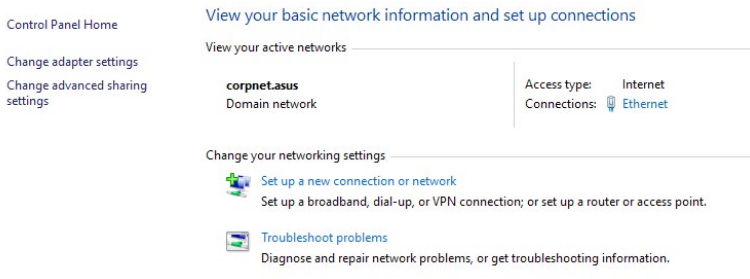 Control Panel Home
Change adapter settings
Change advanced sharing
settings
View your basic network information and set up connections
View your active networks
corpnet.asus
Domain network
Access type: Internet
Connections: Ethernet
Change your networking settings
Set up a new connection or network
Set up a broadband, dial-up, or VPN connection; or set up a router or access point.
Troubleshoot problems
Diagnose and repair network problems, or get troubleshooting information.